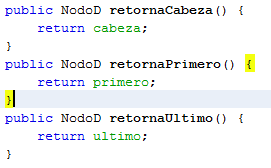 public NodoD retornaCabeza() {
    return cabeza;
}
public NodoD retornaPrimero() {
    return primero;
}
public NodoD retornaUltimo() {
    return ultimo;
}